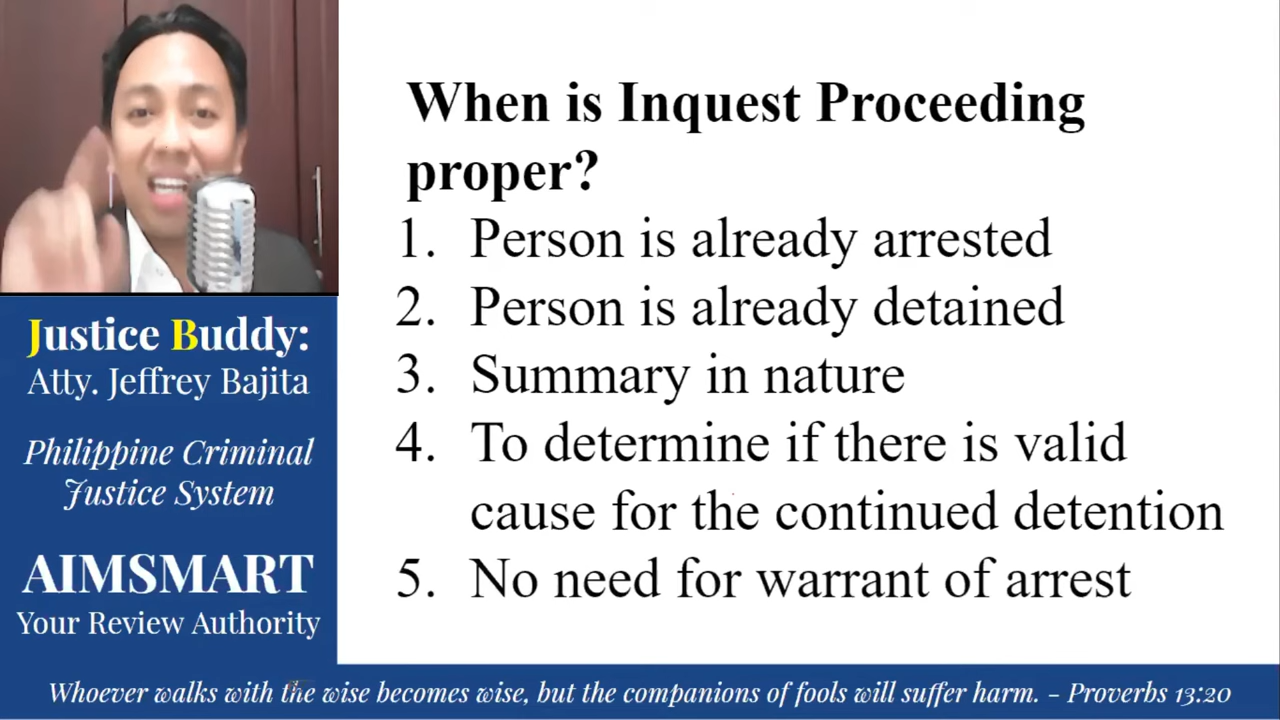 When is Inquest Proceeding
proper?
1. Person is already arrested
2. Person is already detained
3. Summary in nature
4. To determine if there is valid
cause for the continued detention
5. No need for warrant of arrest
Justice Buddy:
Atty. Jeffrey Bajita
Philippine Criminal
Justice System
AIMSMART
Your Review Authority
Whoever walks with the wise becomes wise, but the companions of fools will suffer harm. – Proverbs 13:20